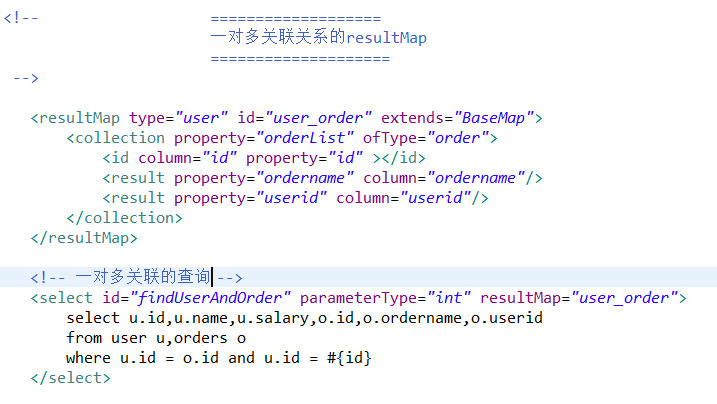 <!--                   ===================
                       一对多关联关系的resultMap
                       ====================
 -->
   <resultMap type="user" id="user_order" extends="BaseMap">
       <collection property="orderList" ofType="order">
           <id column="id" property="id" ></id>
           <result property="ordername" column="ordername"/>
           <result property="userid" column="userid"/>
       </collection>
   </resultMap>
   <!-- 一对多关联的查询 -->
   <select id="findUserAndOrder" parameterType="int" resultMap="user_order">
       select u.id,u.name,u.salary,o.id,o.ordername,o.userid
       from user u,orders o
       where u.id = o.id and u.id = #{id}
   </select>